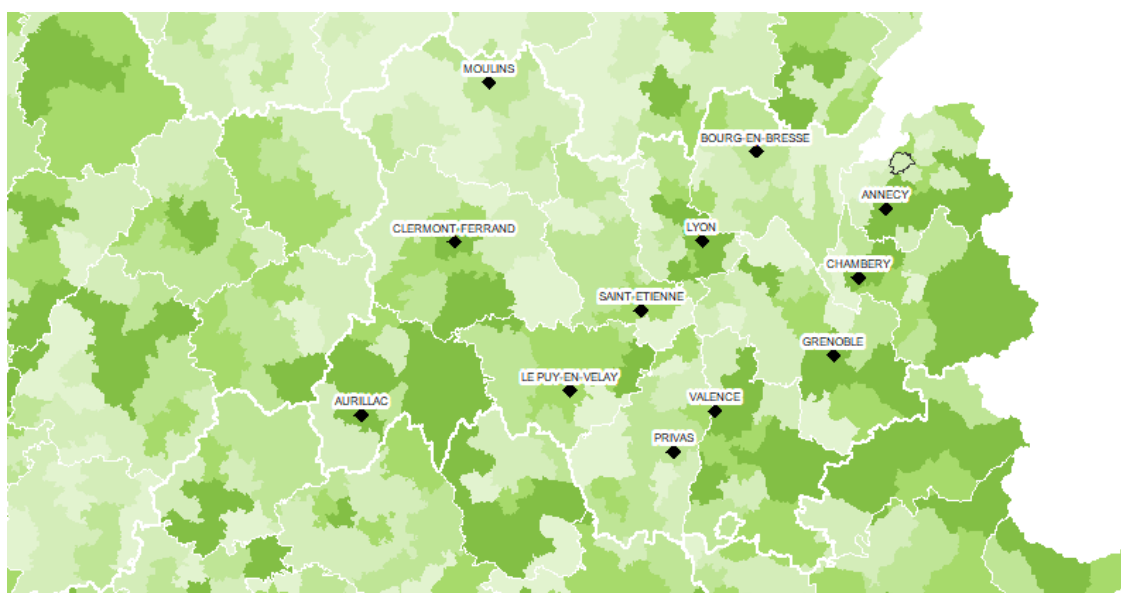 MOULINS
BOURG-EN-BRESSE
ANNECY
CLERMONT-FERRAND
LYON
CHAMBERY
SAINT-ETIENNE
GRENOBLE
LE PUY-EN-VELAY
AURILLAC
VALENCE
PRIVAS